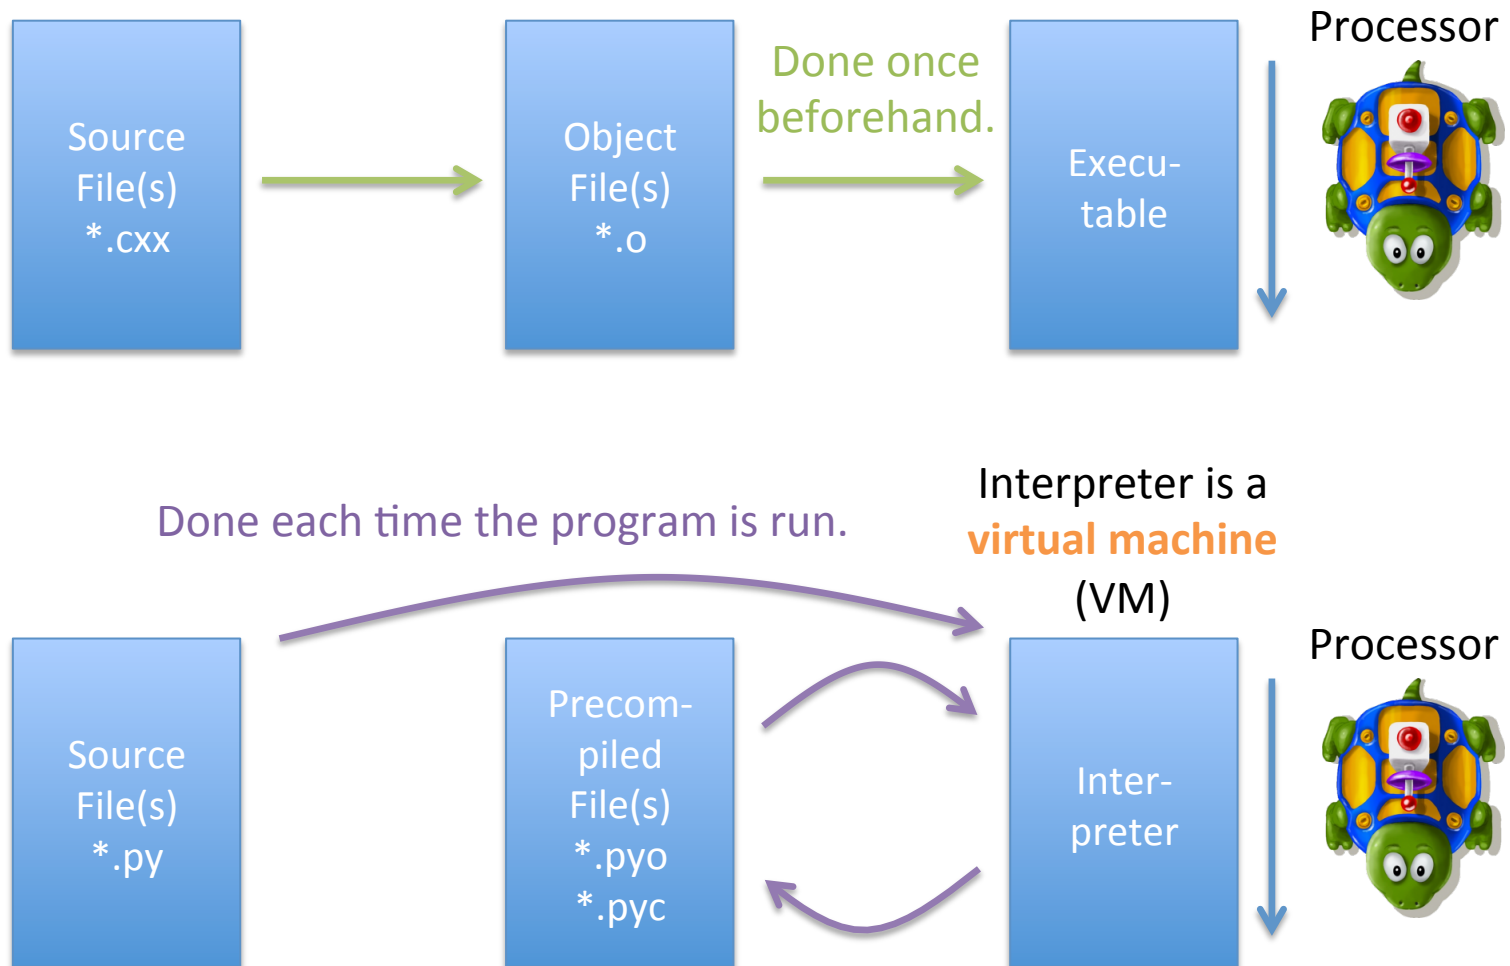 Processor
Done once
beforehand.
Source
File(s)
*.cxx
Object
File(s)
*.o
Execu-
table
Interpreter is a
virtual machine
(VM)
Done each time the program is run.
Processor
Source
File(s)
*.py
Precom-
piled
File(s)
*.pyo
*.pyc
Inter-
preter